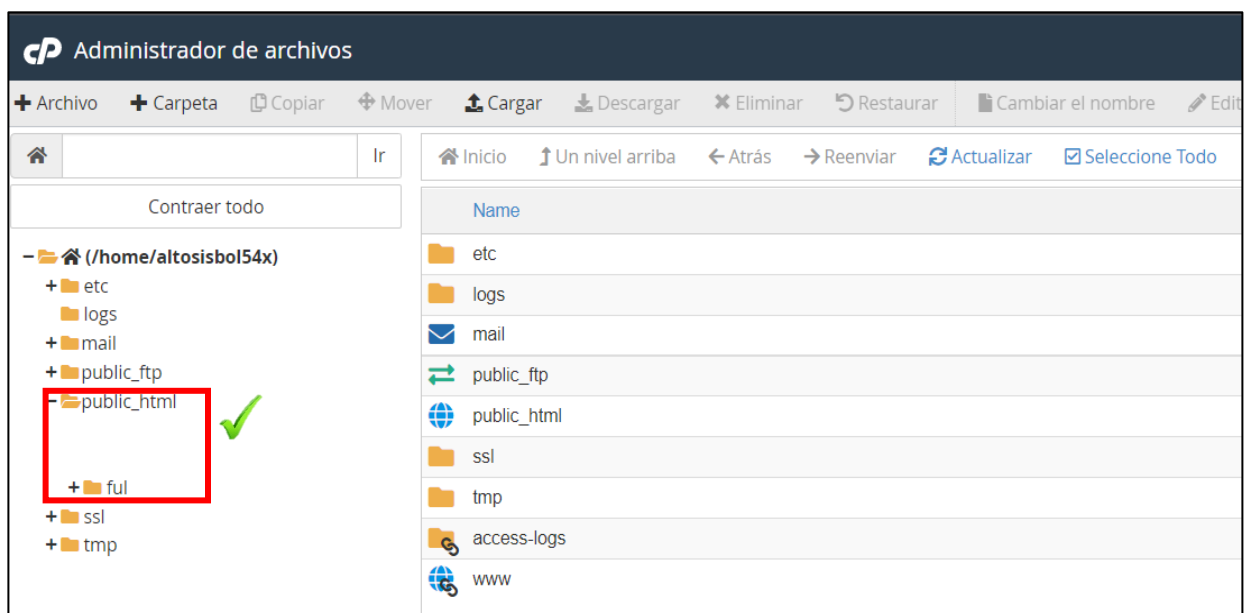 cP Administrador de archivos
Archivo Carpeta Copiar Mover Cargar Descargar Eliminar Restaurar Cambiar el nombre Edit
Ir Inicio Un nivel arriba Atrás Reenviar Actualizar Seleccione Todo
Contraer todo
(/home/altosisbol54x)
etc
logs
mail
public_ftp
public_html
ful
ssl
tmp
Name
etc
logs
mail
public_ftp
public_html
ssl
tmp
access-logs
www